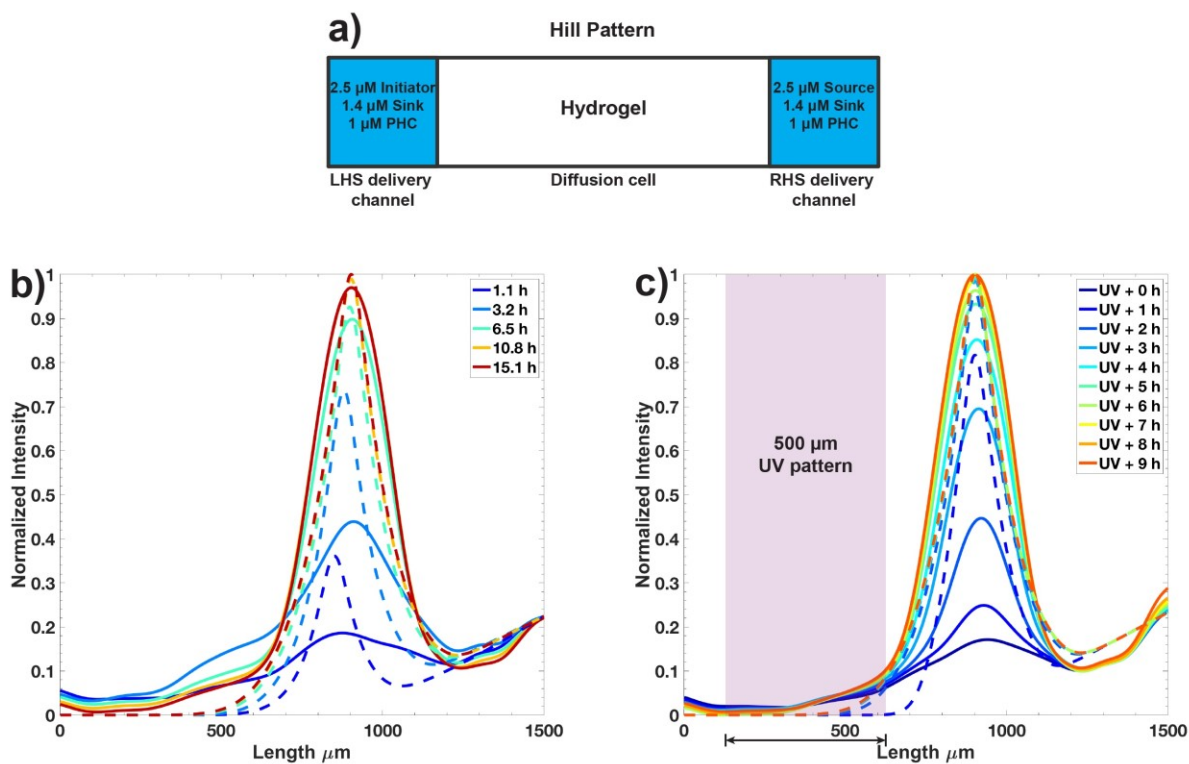 a)
Hill Pattern
2.5 µM Initiator
1.4 µM Sink
1 µM PHC
Hydrogel
2.5 µM Source
1.4 µM Sink
1 µM PHC
LHS delivery
channel
Diffusion cell
RHS delivery
channel
b)
Normalized Intensity
1
0.9
0.8
0.7
0.6
0.5
0.4
0.3
0.2
0.1
0
0
500
1000
1500
Length µm
1.1 h
3.2 h
6.5 h
10.8 h
15.1 h
c)
Normalized Intensity
1
0.9
0.8
0.7
0.6
0.5
0.4
0.3
0.2
0.1
0
0
500
1000
1500
Length µm
500 µm
UV pattern
UV + 0 h
UV + 1 h
UV + 2 h
UV + 3 h
UV + 4 h
UV + 5 h
UV + 6 h
UV + 7 h
UV + 8 h
UV + 9 h